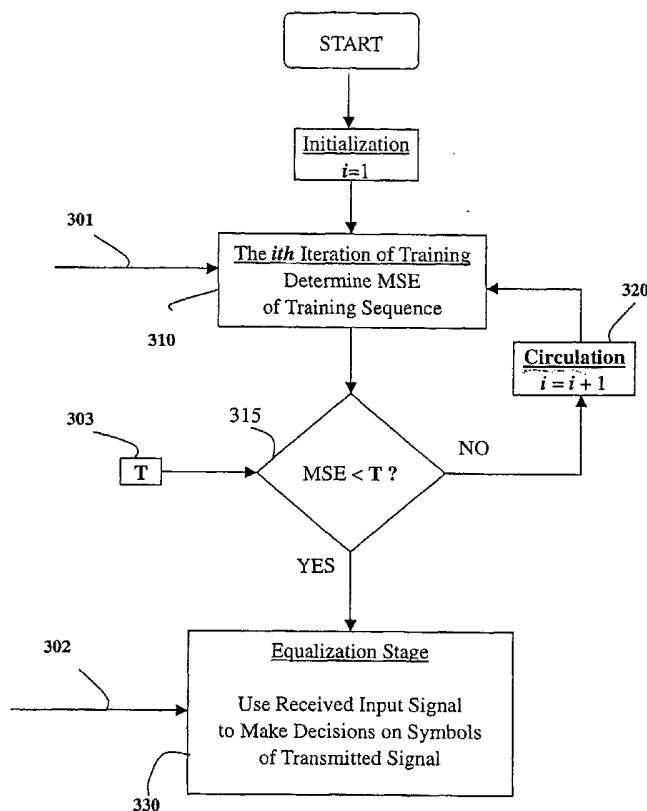 START
Initialization
i=1
301
The ith Iteration of Training
Determine MSE
of Training Sequence
310
320
Circulation
i = i + 1
303
T
315
MSE < T ?
NO
YES
302
Equalization Stage
Use Received Input Signal
to Make Decisions on Symbols
of Transmitted Signal
330